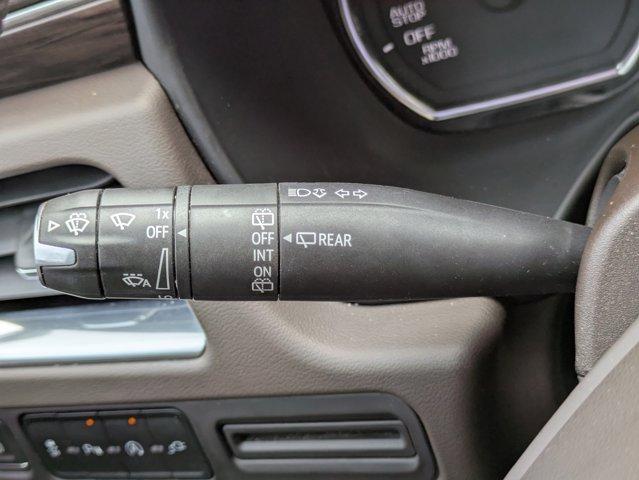 AUTO
STOP
OFF
RPM
x1000
1x
OFF
A
OFF
INT
ON
REAR